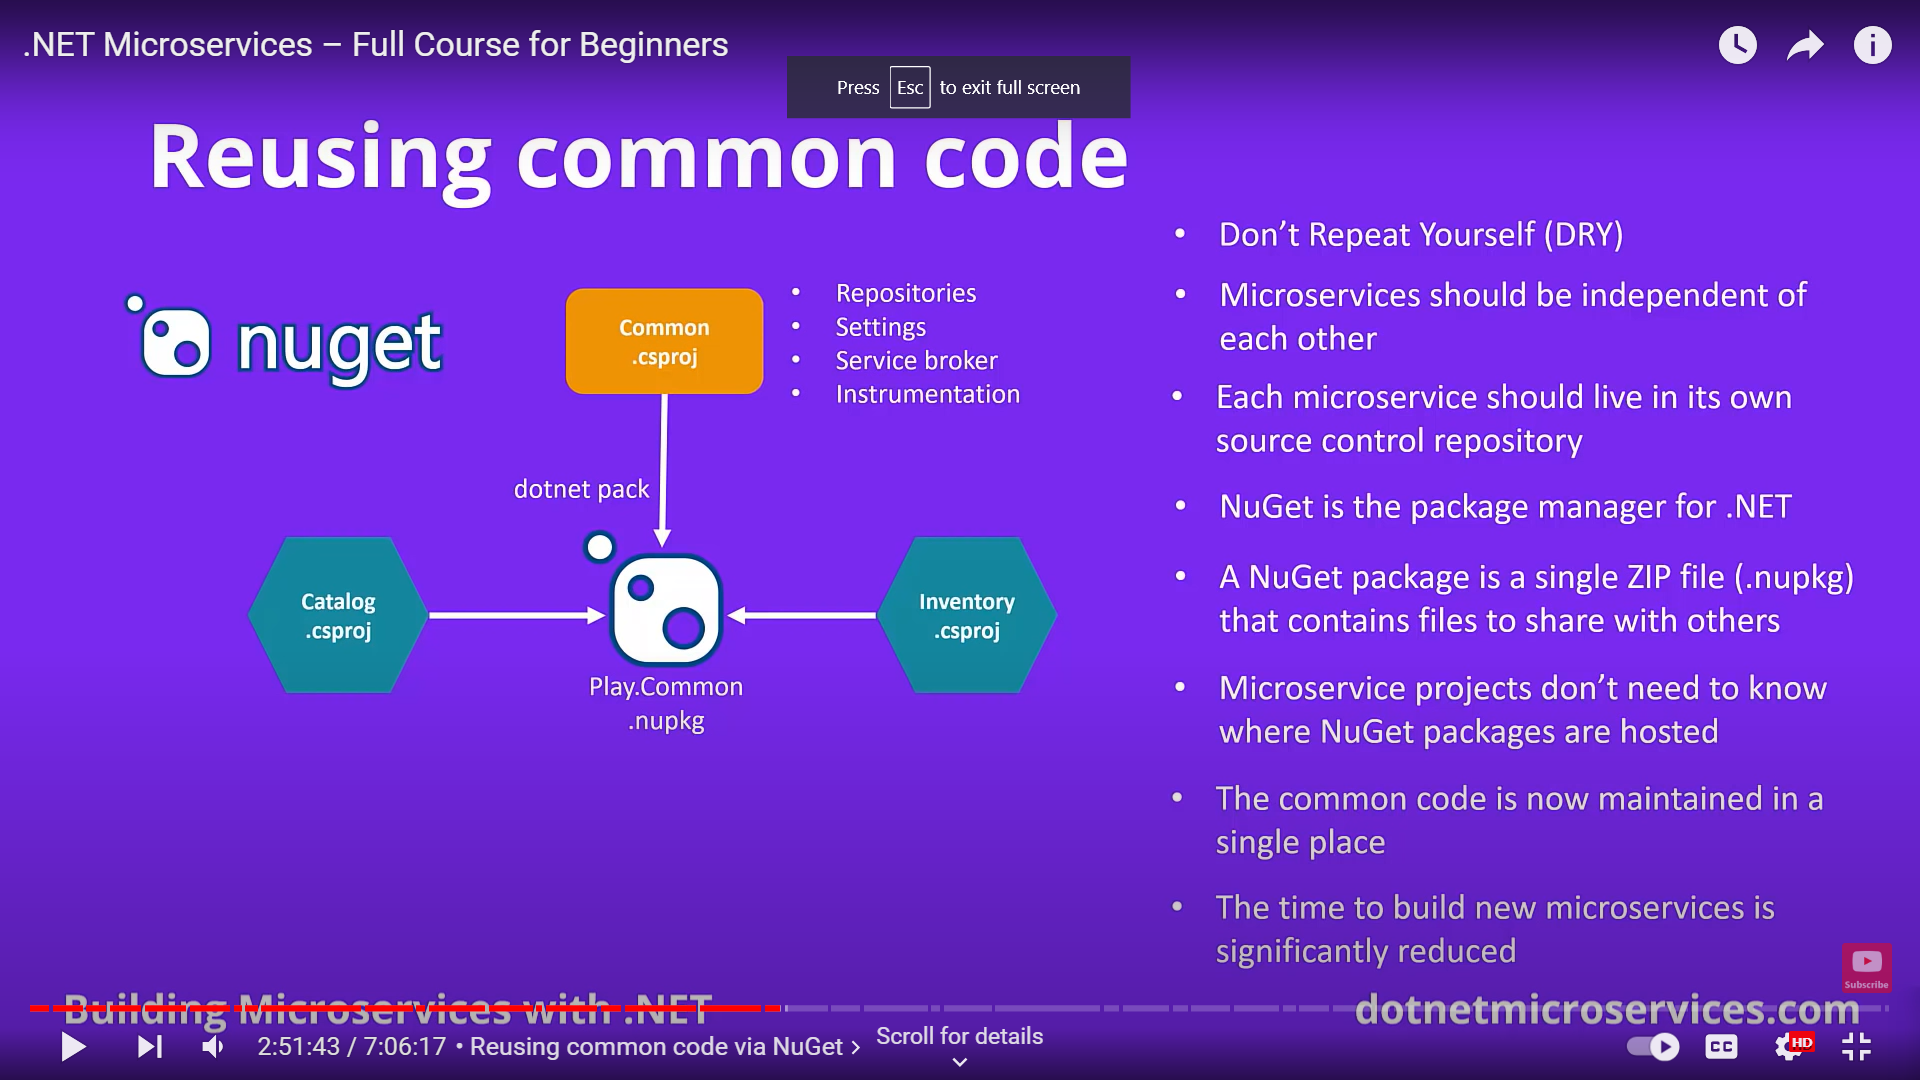 .NET Microservices – Full Course for Beginners
Press Esc to exit full screen
Reusing common code
nuget
Common
.csproj
• Repositories
• Settings
• Service broker
• Instrumentation
dotnet pack
Catalog
.csproj
Inventory
.csproj
Play.Common
.nupkg
• Don’t Repeat Yourself (DRY)
• Microservices should be independent of
each other
• Each microservice should live in its own
source control repository
• NuGet is the package manager for .NET
• A NuGet package is a single ZIP file (.nupkg)
that contains files to share with others
• Microservice projects don’t need to know
where NuGet packages are hosted
• The common code is now maintained in a
single place
• The time to build new microservices is
significantly reduced
Subscribe
Building Microservices with .NET
dotnetmicroservices.com
2:51:43 / 7:06:17 • Reusing common code via NuGet
Scroll for details
CC
HD